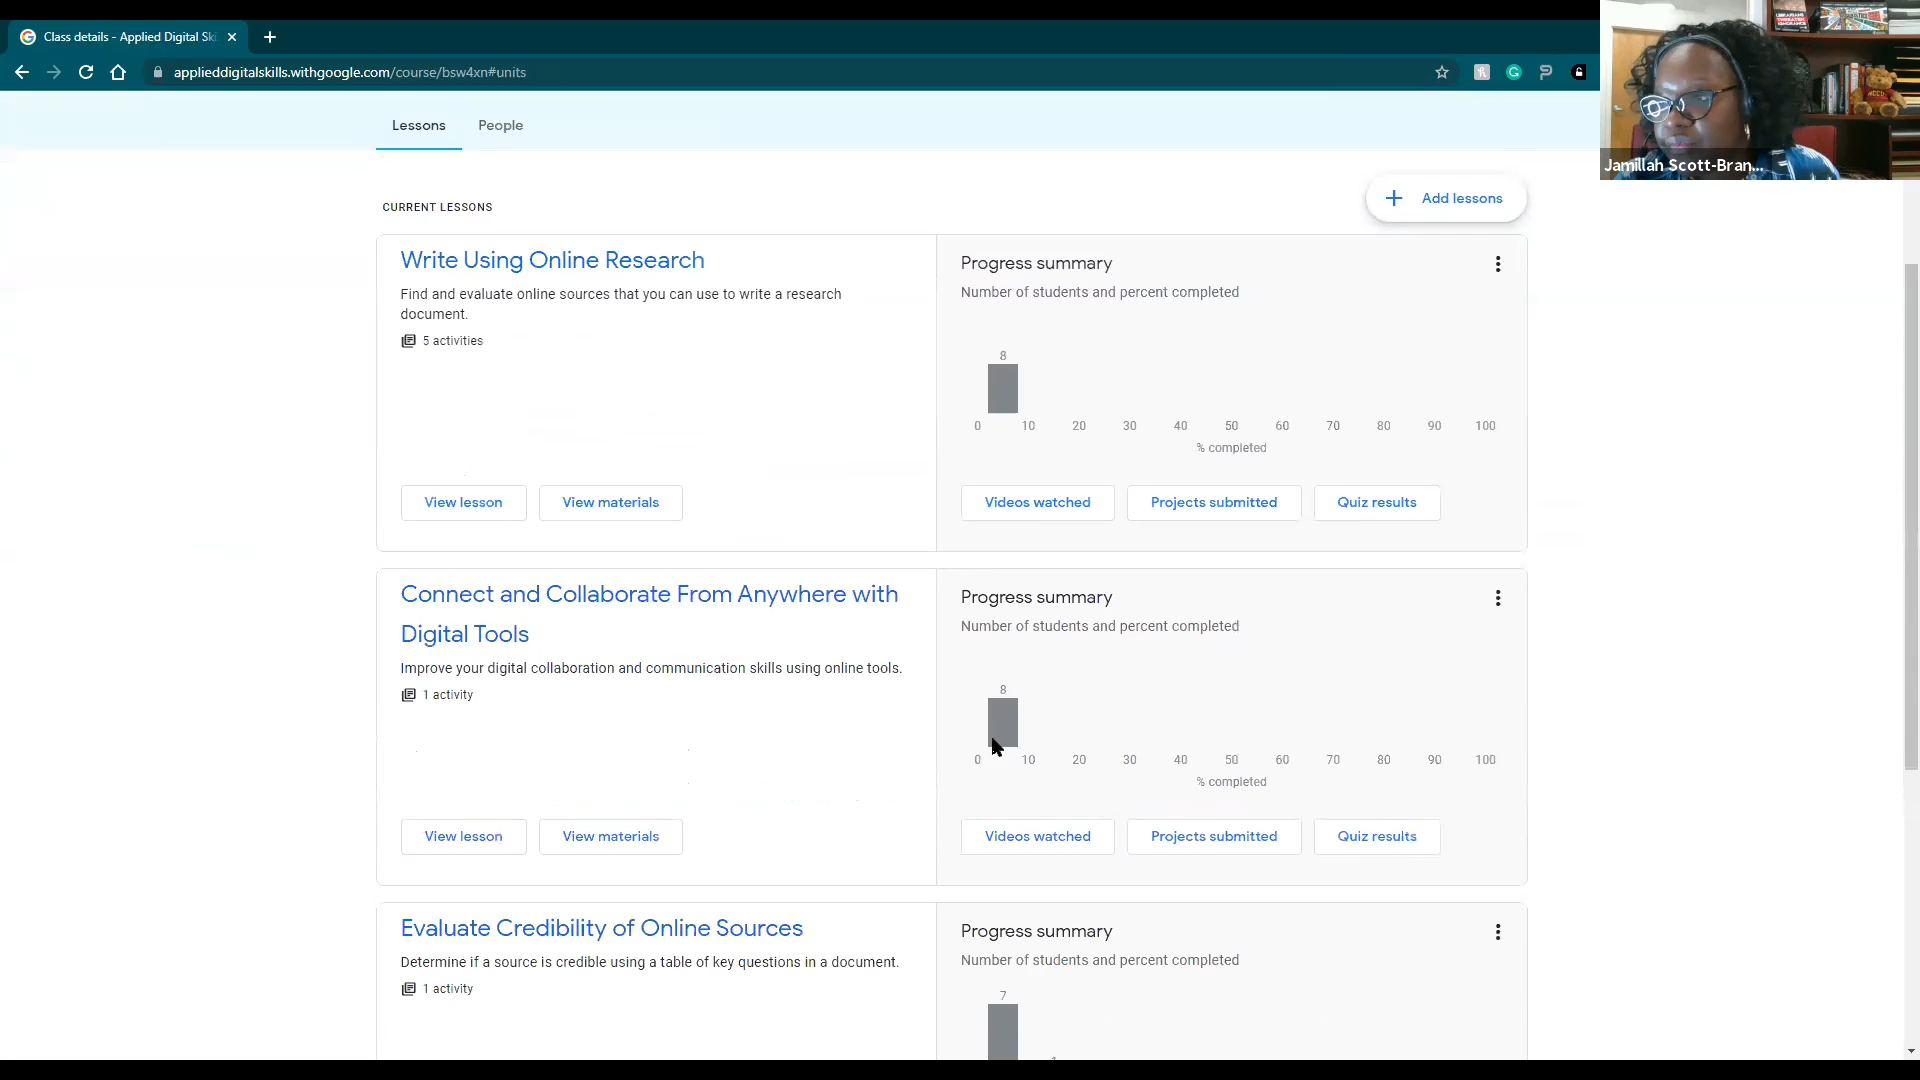 Class details - Applied Digital Ski
applieddigitalskills.withgoogle.com/course/bsw4xn#units
Jamillah Scott-Bran...
Lessons People
CURRENT LESSONS
Add lessons
Write Using Online Research
Find and evaluate online sources that you can use to write a research
document.
5 activities
View lesson View materials
Progress summary
Number of students and percent completed
8
0 10 20 30 40 50 60 70 80 90 100
% completed
Videos watched Projects submitted Quiz results
Connect and Collaborate From Anywhere with
Digital Tools
Improve your digital collaboration and communication skills using online tools.
1 activity
View lesson View materials
Progress summary
Number of students and percent completed
8
0 10 20 30 40 50 60 70 80 90 100
% completed
Videos watched Projects submitted Quiz results
Evaluate Credibility of Online Sources
Determine if a source is credible using a table of key questions in a document.
1 activity
Progress summary
Number of students and percent completed
7